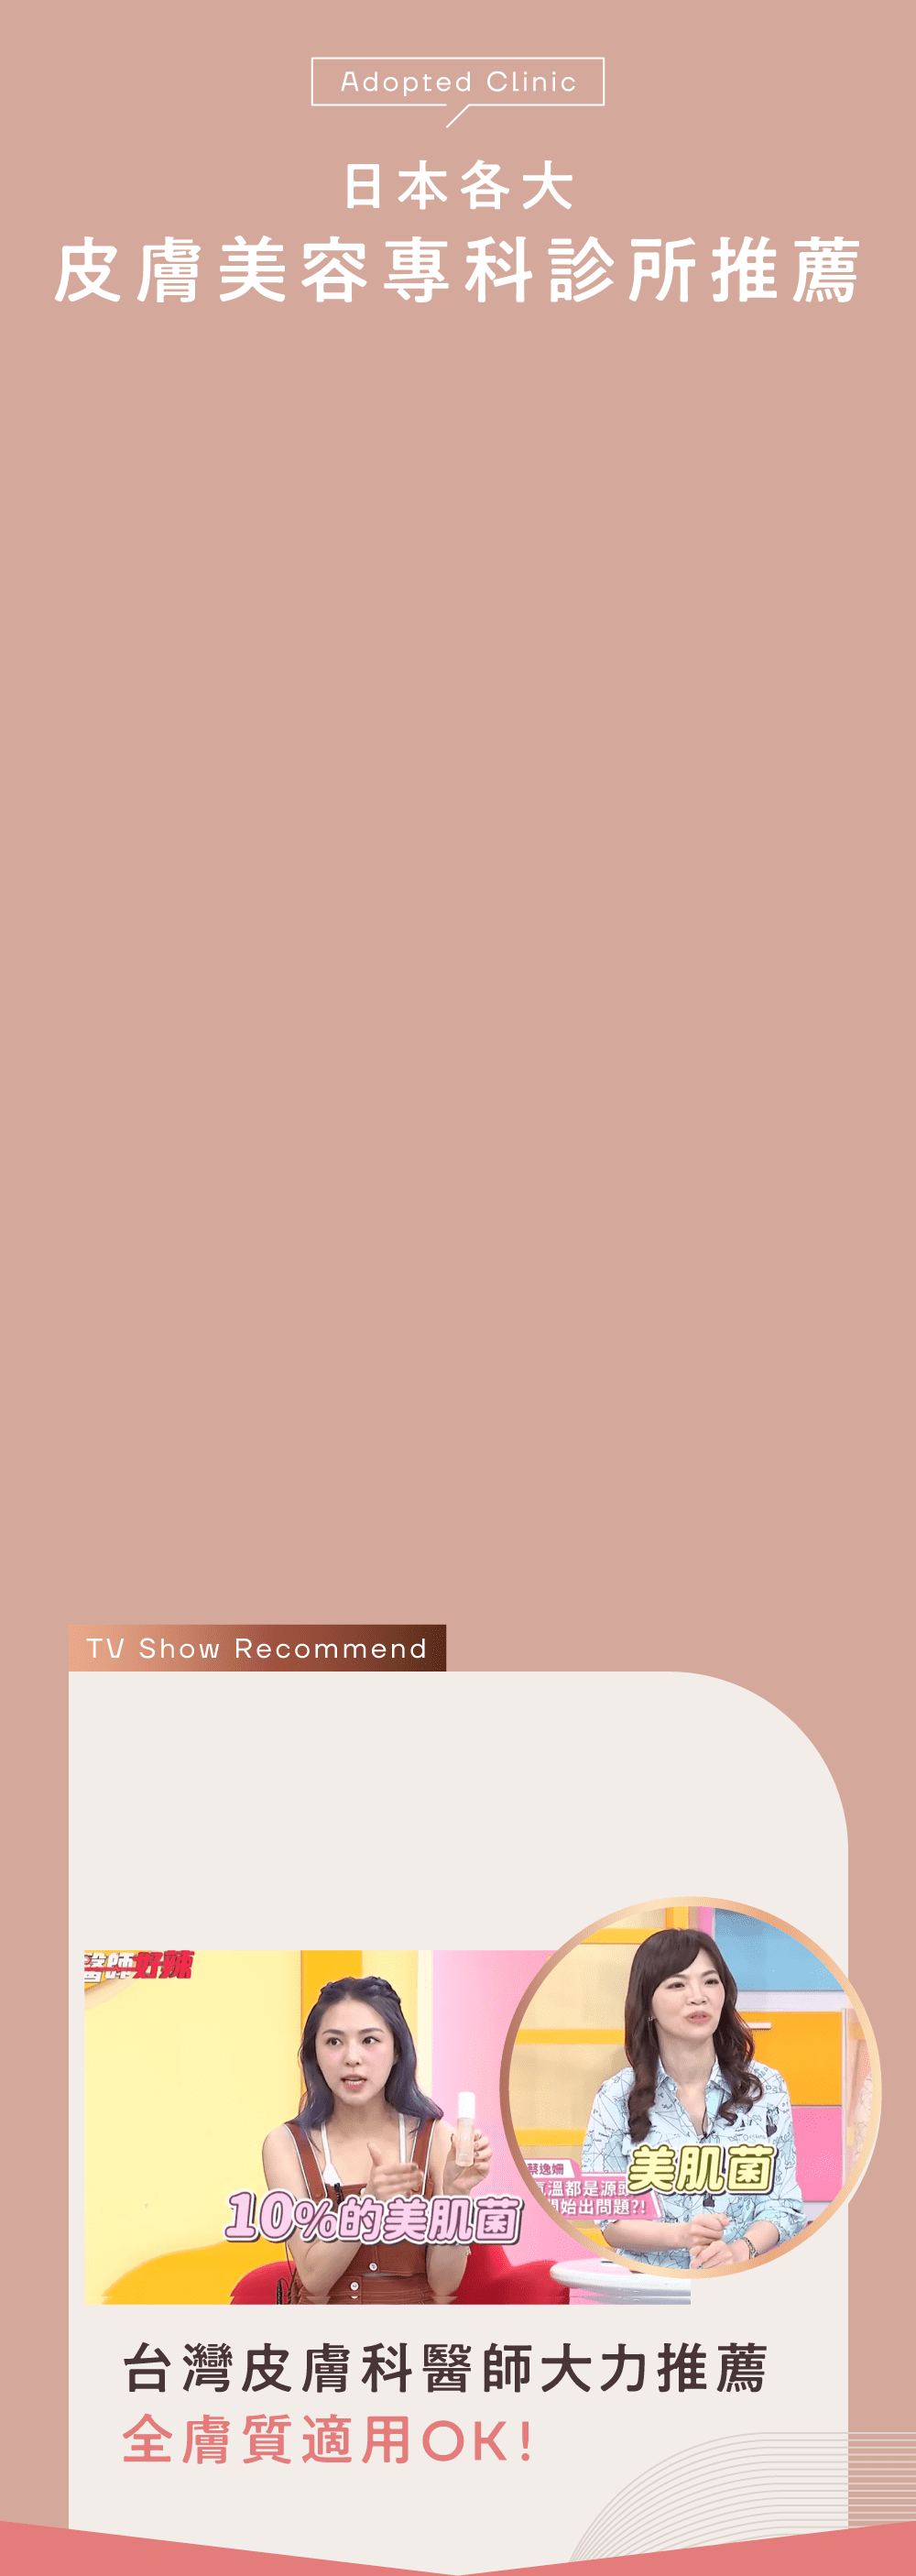 Adopted Clinic
日本各大
皮膚美容專科診所推薦
TV Show Recommend
醫師好辣
10%的美肌菌
蔡逸姍
氣溫都是源頭
開始出問題?!
美肌菌
台灣皮膚科醫師大力推薦
全膚質適用OK!